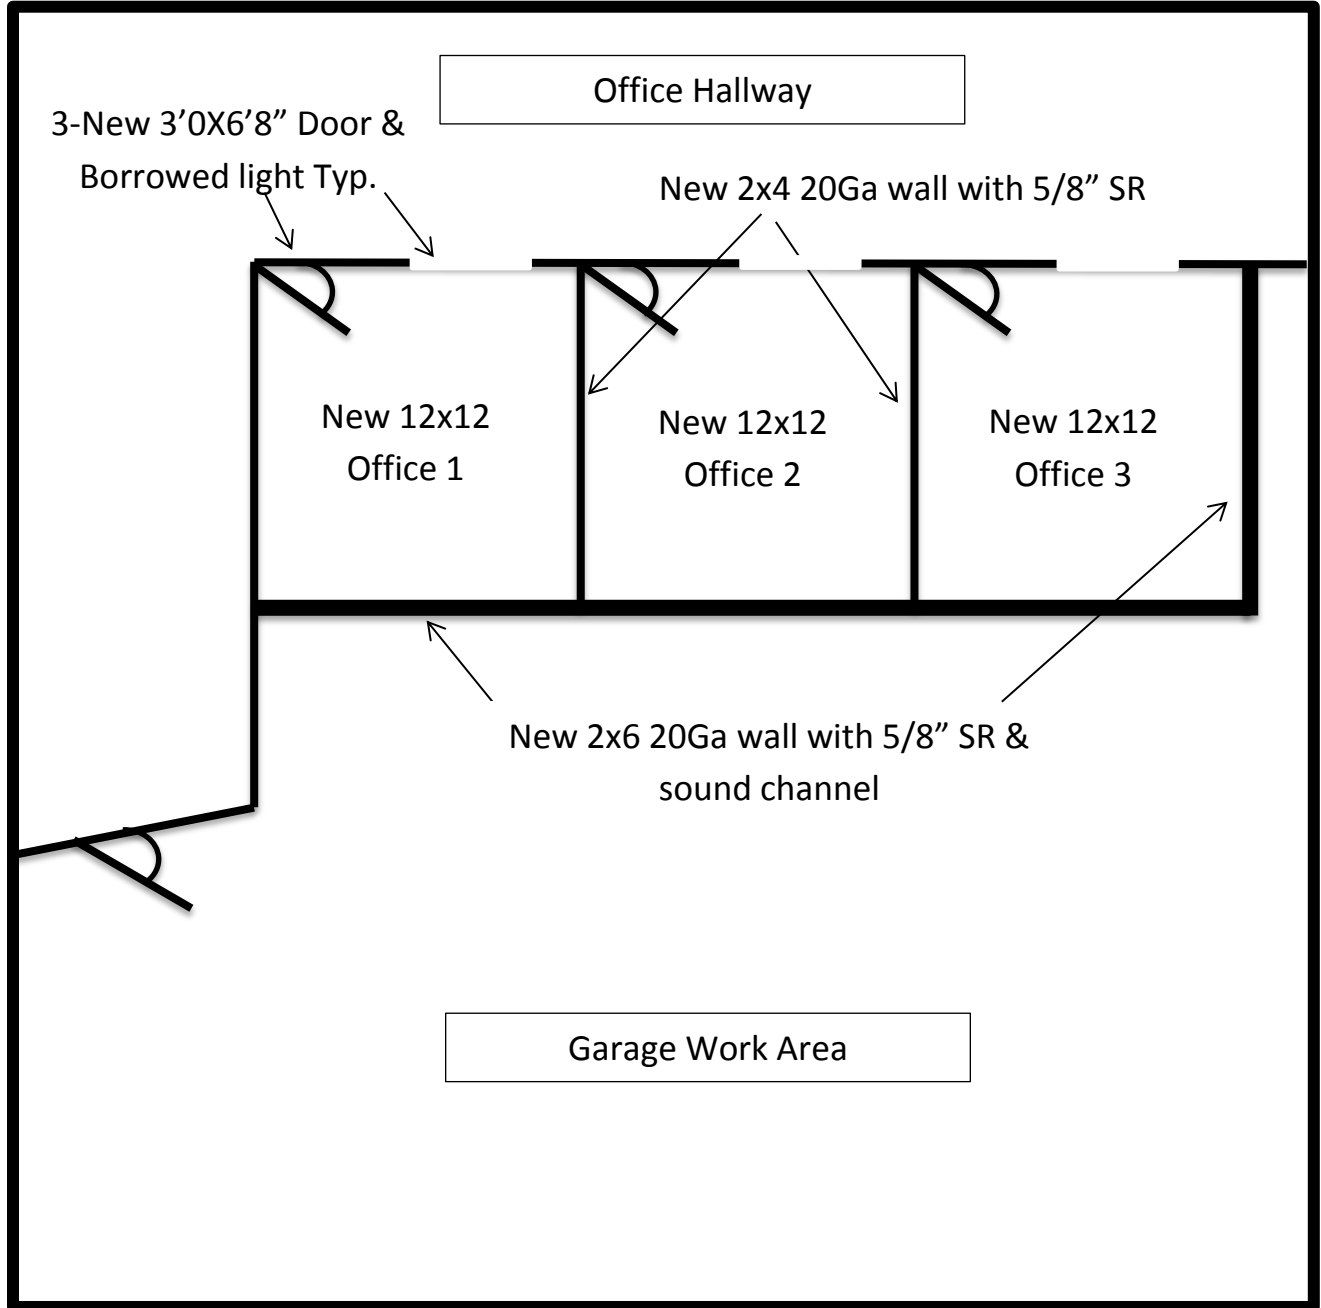 Office Hallway
3-New 3’0X6’8” Door &
Borrowed light Typ.
New 2x4 20Ga wall with 5/8” SR
New 12x12
Office 1
New 12x12
Office 2
New 12x12
Office 3
New 2x6 20Ga wall with 5/8” SR &
sound channel
Garage Work Area